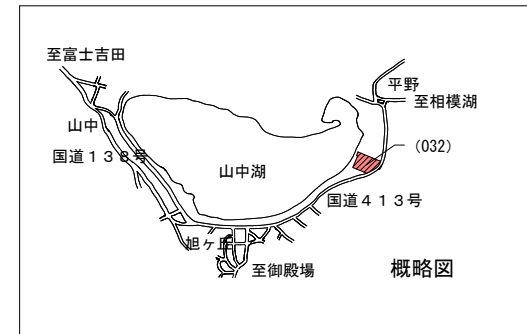 至富士吉田
平野
至相模湖
山中
(032)
国道138号
山中湖
国道413号
旭ヶ丘
至御殿場
概略図